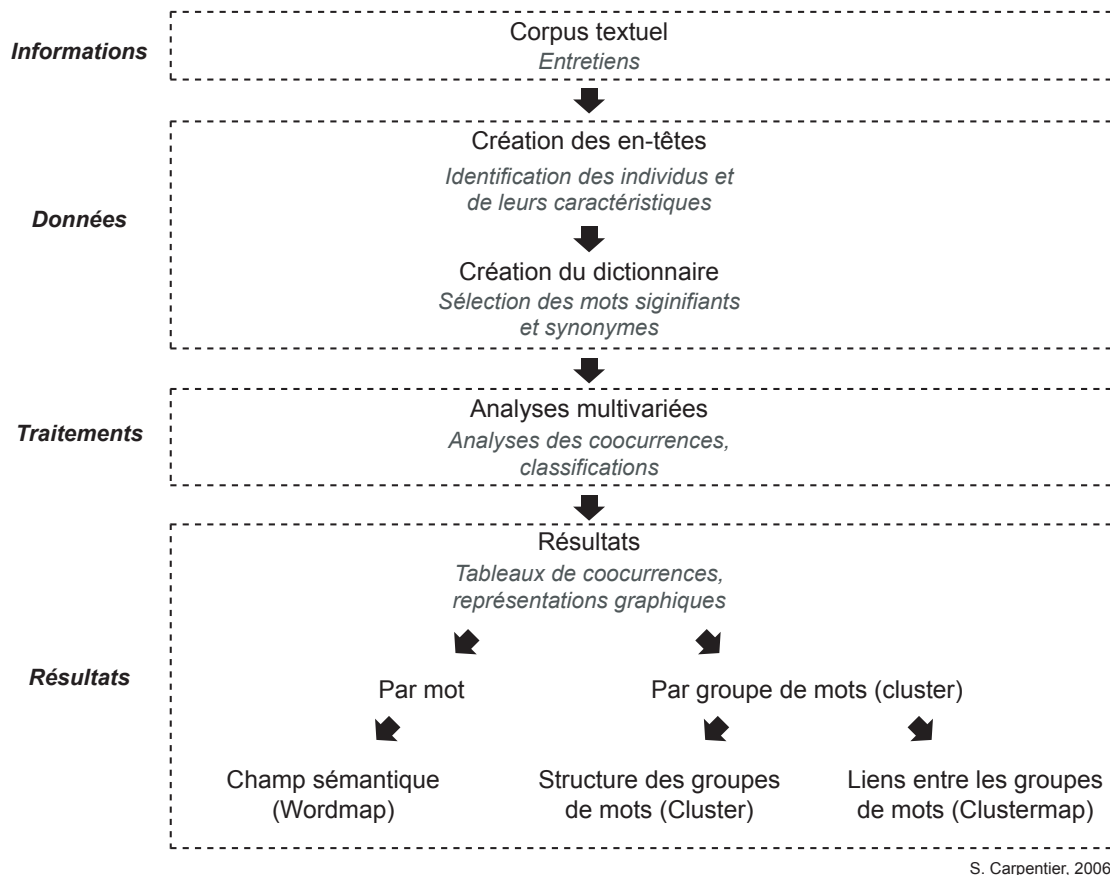 Informations
Corpus textuel
Entretiens
Données
Création des en-têtes
Identification des individus et
de leurs caractéristiques
Création du dictionnaire
Sélection des mots siginifiants
et synonymes
Traitements
Analyses multivariées
Analyses des coocurrences,
classifications
Résultats
Résultats
Tableaux de coocurrences,
représentations graphiques
Par mot
Par groupe de mots (cluster)
Champ sémantique
(Wordmap)
Structure des groupes
de mots (Cluster)
Liens entre les groupes
de mots (Clustermap)
S. Carpentier, 2006